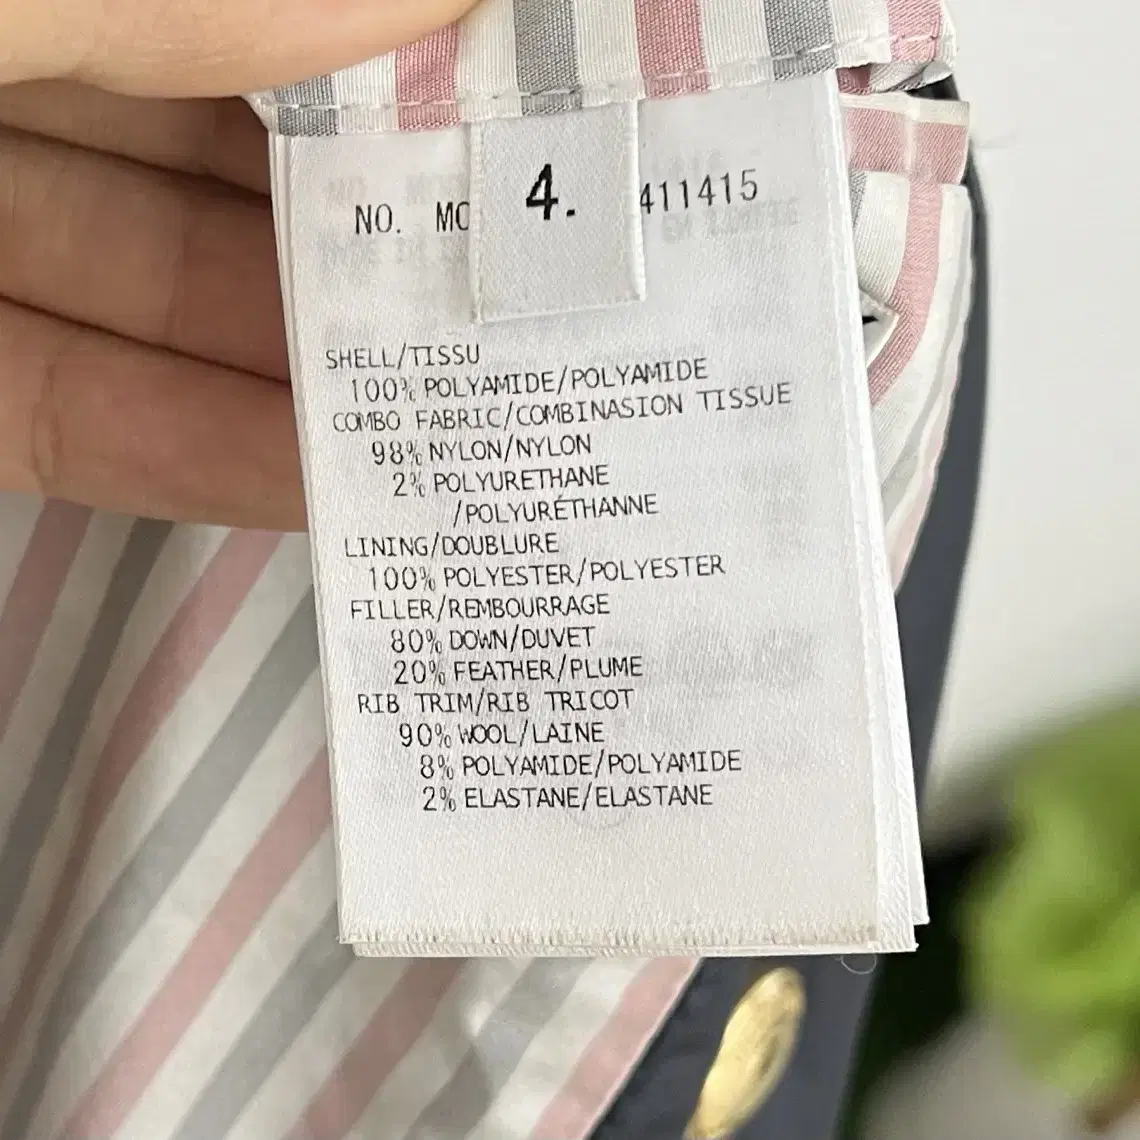 4.
NO. MO 411415
SHELL/TISSU
100% POLYAMIDE/POLYAMIDE
COMBO FABRIC/COMBINASION TISSUE
98% NYLON/NYLON
2% POLYURETHANE
/POLYURÉTHANNE
LINING/DOUBLURE
100% POLYESTER/POLYESTER
FILLER/REMBOURRAGE
80% DOWN/DUVET
20% FEATHER/PLUME
RIB TRIM/RIB TRICOT
90% WOOL/LAINE
8% POLYAMIDE/POLYAMIDE
2% ELASTANE/ELASTANE